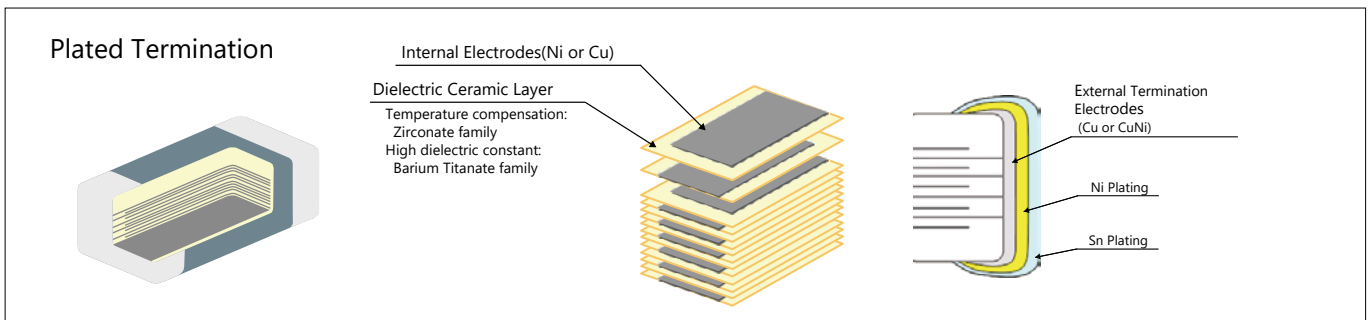 Plated Termination
Internal Electrodes(Ni or Cu)
Dielectric Ceramic Layer
Temperature compensation:
Zirconate family
High dielectric constant:
Barium Titanate family
External Termination
Electrodes
(Cu or CuNi)
Ni Plating
Sn Plating